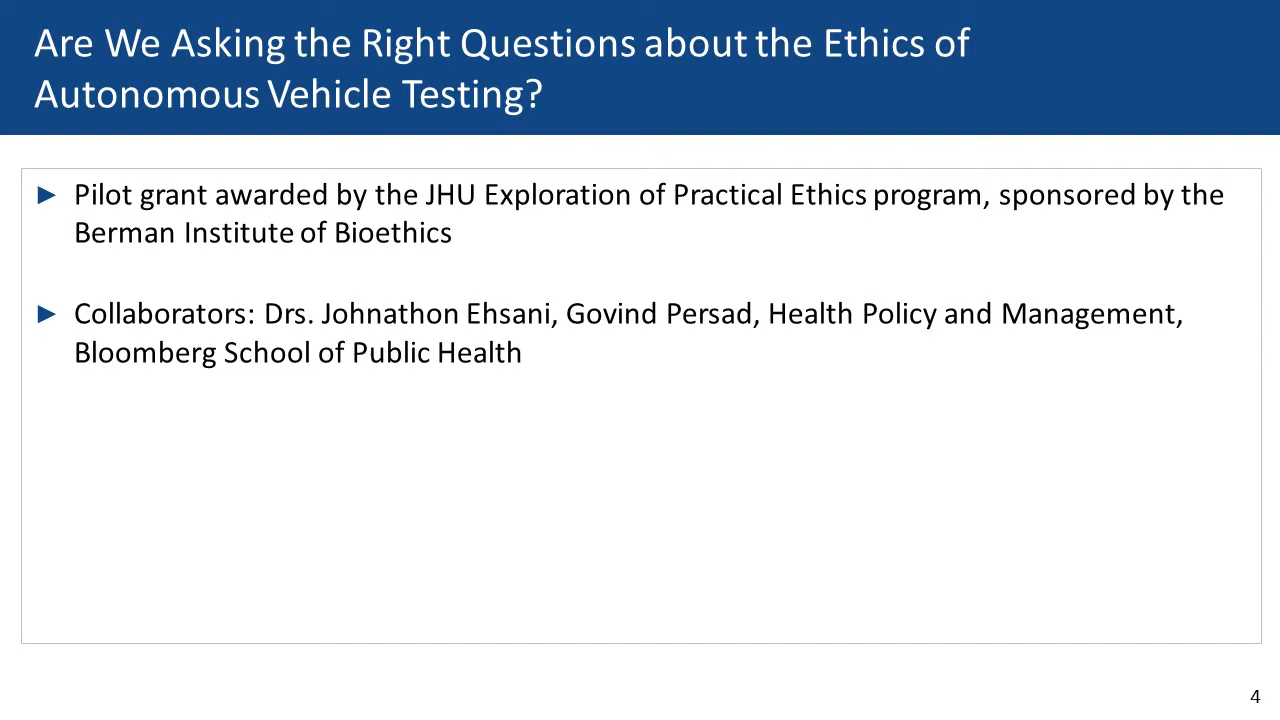 Are We Asking the Right Questions about the Ethics of
Autonomous Vehicle Testing?
► Pilot grant awarded by the JHU Exploration of Practical Ethics program, sponsored by the
Berman Institute of Bioethics
► Collaborators: Drs. Johnathon Ehsani, Govind Persad, Health Policy and Management,
Bloomberg School of Public Health
4